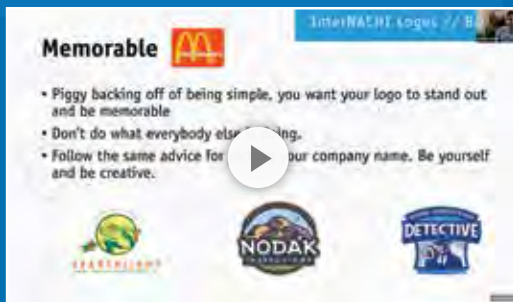 InterNACHI Logos //
Memorable
• Piggy backing off of being simple, you want your logo to stand out
and be memorable
• Don't do what everybody else
• Follow the same advice for our company name. Be yourself
and be creative.
NODAK
DETECTIVE